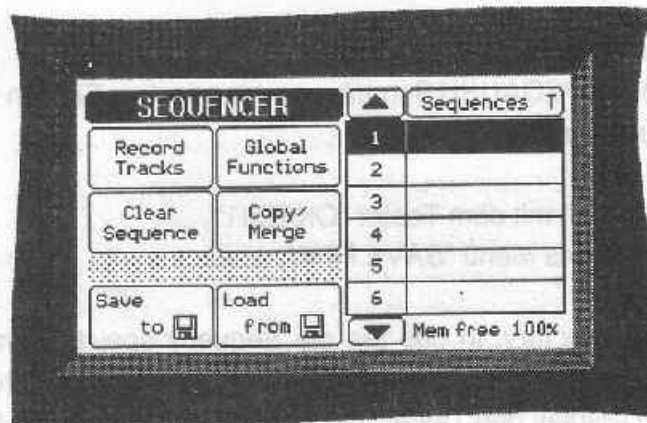 SEQUENCER
Sequences T
Record Tracks
Global Functions
Clear Sequence
Copy/ Merge
Save to
Load from
1
2
3
4
5
6
Mem free 100%